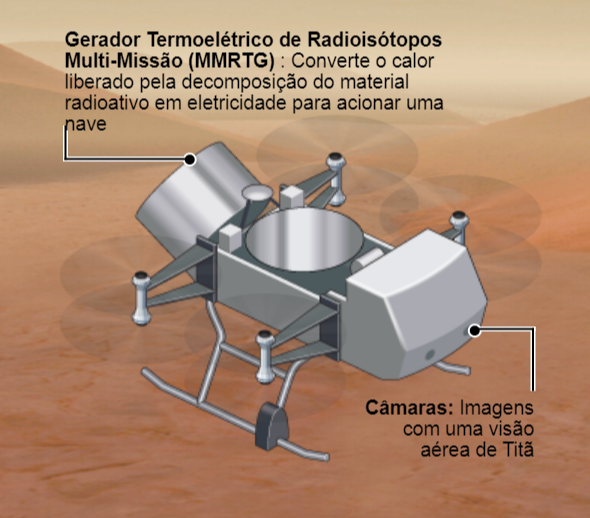 Gerador Termoelétrico de Radioisótopos
Multi-Missão (MMRTG) : Converte o calor
liberado pela decomposição do material
radioativo em eletricidade para acionar uma
nave
Câmaras: Imagens
com uma visão
aérea de Titã